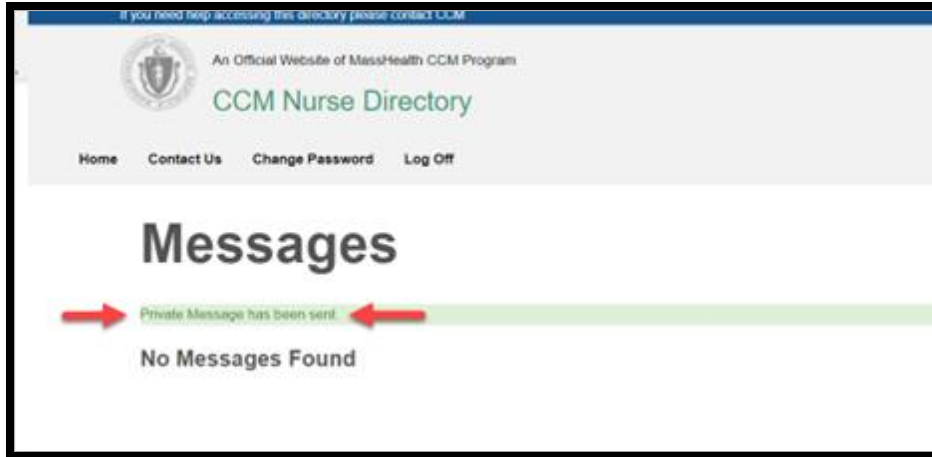 If you need help accessing this directory please contact CCM
An Official Website of MassHealth CCM Program
CCM Nurse Directory
Home Contact Us Change Password Log Off
Messages
Private Message has been sent.
No Messages Found